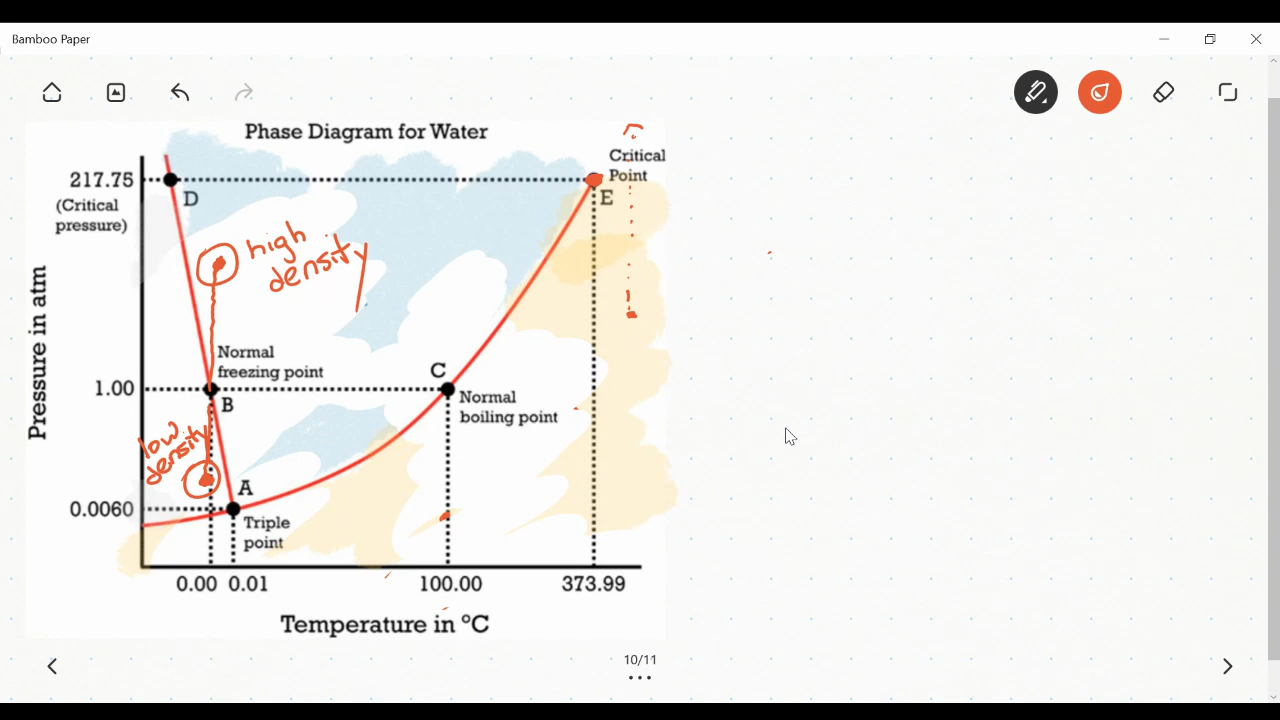 Bamboo Paper
Phase Diagram for Water
Critical
Point
217.75
(Critical
pressure)
D
E
high
density
Pressure in atm
Normal
freezing point
1.00
B
C
Normal
boiling point
low
density
A
0.0060
Triple
point
0.00 0.01 100.00 373.99
Temperature in °C
10/11